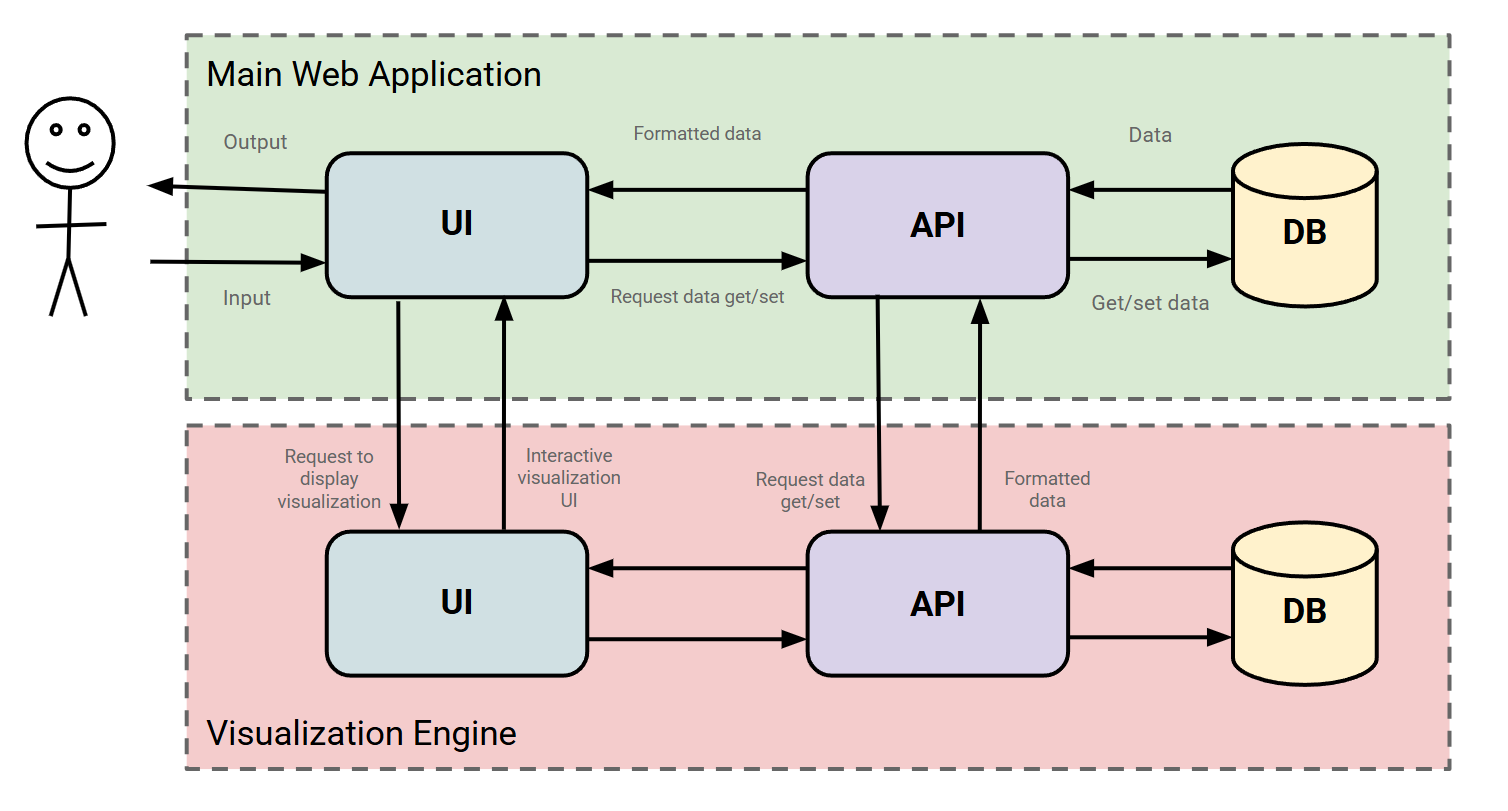 Main Web Application
Output
Formatted data
Data
UI
API
DB
Input
Request data get/set
Get/set data
Request to
display
visualization
Interactive
visualization
UI
Request data
get/set
Formatted
data
UI
API
DB
Visualization Engine